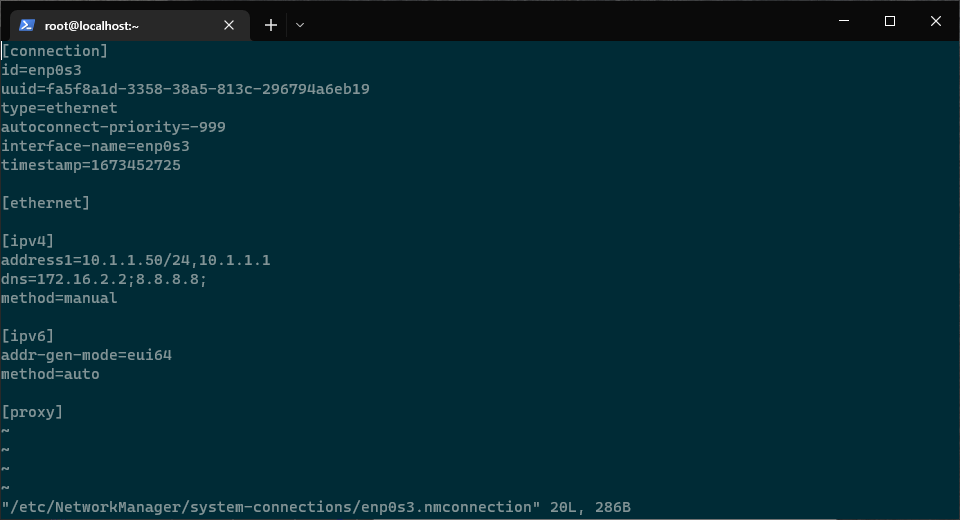 root@localhost:~
[connection]
id=enp0s3
uuid=fa5f8a1d-3358-38a5-813c-296794a6eb19
type=ethernet
autoconnect-priority=-999
interface-name=enp0s3
timestamp=1673452725

[ethernet]

[ipv4]
address1=10.1.1.50/24,10.1.1.1
dns=172.16.2.2;8.8.8.8;
method=manual

[ipv6]
addr-gen-mode=eui64
method=auto

[proxy]
~
~
~
~
"/etc/NetworkManager/system-connections/enp0s3.nmconnection" 20L, 286B